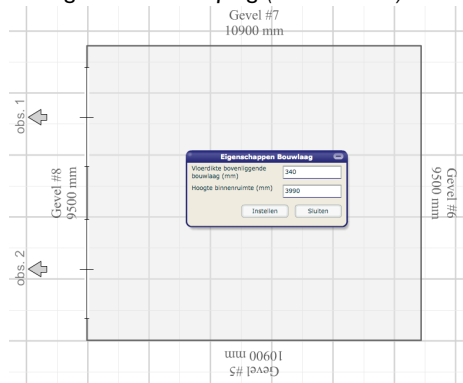 Gevel #7
10900 mm
obs. 1
Gevel #8
9500 mm
obs. 2
Eigenschappen Bouwlaag
Vloerdikte bovenliggende
bouwlaag (mm)
340
Hoogte binnenruimte (mm)
3990
Instellen
Sluiten
Gevel #6
9500 mm
10900 mm
Gevel #5